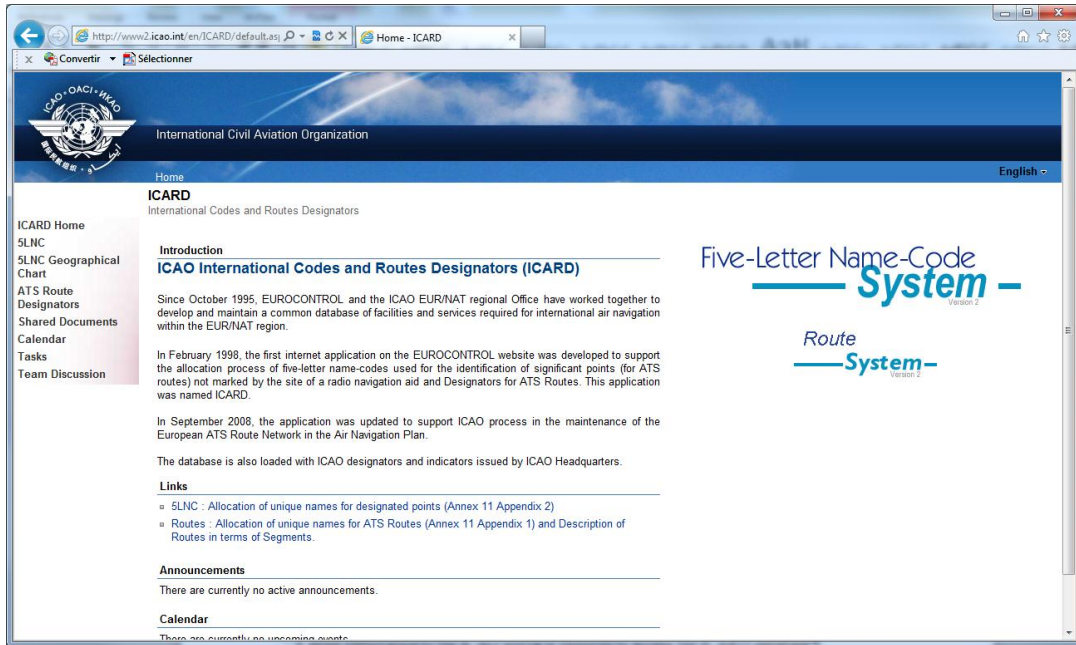 http://www2.icao.int/en/ICARD/default.as
Home - ICARD
x Convertir Sélectionner
ICAO · OACI · ИКАО
International Civil Aviation Organization
Home
English
ICARD
International Codes and Routes Designators
ICARD Home
5LNC
5LNC Geographical
Chart
ATS Route
Designators
Shared Documents
Calendar
Tasks
Team Discussion
Introduction
ICAO International Codes and Routes Designators (ICARD)
Since October 1995, EUROCONTROL and the ICAO EUR/NAT regional Office have worked together to
develop and maintain a common database of facilities and services required for international air navigation
within the EUR/NAT region.
In February 1998, the first internet application on the EUROCONTROL website was developed to support
the allocation process of five-letter name-codes used for the identification of significant points (for ATS
routes) not marked by the site of a radio navigation aid and Designators for ATS Routes. This application
was named ICARD.
In September 2008, the application was updated to support ICAO process in the maintenance of the
European ATS Route Network in the Air Navigation Plan.
The database is also loaded with ICAO designators and indicators issued by ICAO Headquarters.
Links
5LNC : Allocation of unique names for designated points (Annex 11 Appendix 2)
Routes : Allocation of unique names for ATS Routes (Annex 11 Appendix 1) and Description of
Routes in terms of Segments.
Announcements
There are currently no active announcements.
Calendar
There are currently no upcoming events
Five-Letter Name-Code
System
Version 2
Route
System
Version 2